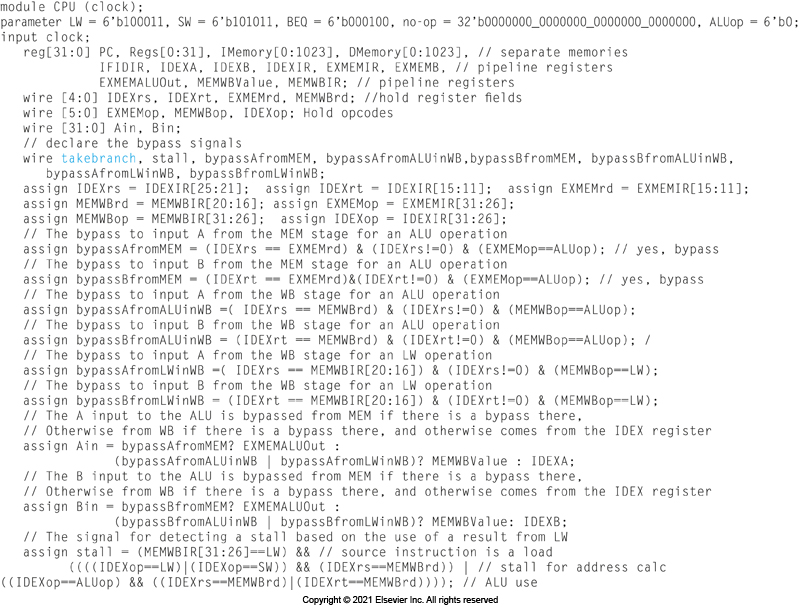 module CPU (clock);
parameter LW = 6'b100011, SW = 6'b101011, BEQ = 6'b000100, no-op = 32'b0000000_0000000_0000000_0000000, ALUop = 6'b0;
input clock;
reg[31:0] PC, Regs[0:31], IMemory[0:1023], DMemory[0:1023], // separate memories
IFIDIR, IDEXA, IDEXB, IDEXIR, EXMEMIR, EXMEMB, // pipeline registers
EXMEMALUOut, MEMWBValue, MEMWBIR; // pipeline registers
wire [4:0] IDEXrs, IDEXrt, EXMEMrd, MEMWBrd; //hold register fields
wire [5:0] EXMEMop, MEMWBop, IDEXop; Hold opcodes
wire [31:0] Ain, Bin;
// declare the bypass signals
wire takebranch, stall, bypassAfromMEM, bypassAfromALUinWB,bypassBfromMEM, bypassBfromALUinWB,
bypassAfromLWinWB, bypassBfromLWinWB;
assign IDEXrs = IDEXIR[25:21]; assign IDEXrt = IDEXIR[15:11]; assign EXMEMrd = EXMEMIR[15:11];
assign MEMWBrd = MEMWBIR[20:16]; assign EXMEMop = EXMEMIR[31:26];
assign MEMWBop = MEMWBIR[31:26]; assign IDEXop = IDEXIR[31:26];
// The bypass to input A from the MEM stage for an ALU operation
assign bypassAfromMEM = (IDEXrs == EXMEMrd) & (IDEXrs!=0) & (EXMEMop==ALUop); // yes, bypass
// The bypass to input B from the MEM stage for an ALU operation
assign bypassBfromMEM = (IDEXrt == EXMEMrd)&(IDEXrt!=0) & (EXMEMop==ALUop); // yes, bypass
// The bypass to input A from the WB stage for an ALU operation
assign bypassAfromALUinWB =( IDEXrs == MEMWBrd) & (IDEXrs!=0) & (MEMWBop==ALUop);
// The bypass to input B from the WB stage for an ALU operation
assign bypassBfromALUinWB = (IDEXrt == MEMWBrd) & (IDEXrt!=0) & (MEMWBop==ALUop); /
// The bypass to input A from the WB stage for an LW operation
assign bypassAfromLWinWB =( IDEXrs == MEMWBIR[20:16]) & (IDEXrs!=0) & (MEMWBop==LW);
// The bypass to input B from the WB stage for an LW operation
assign bypassBfromLWinWB = (IDEXrt == MEMWBIR[20:16]) & (IDEXrt!=0) & (MEMWBop==LW);
// The A input to the ALU is bypassed from MEM if there is a bypass there,
// Otherwise from WB if there is a bypass there, and otherwise comes from the IDEX register
assign Ain = bypassAfromMEM? EXMEMALUOut :
(bypassAfromALUinWB | bypassAfromLWinWB)? MEMWBValue : IDEXA;
// The B input to the ALU is bypassed from MEM if there is a bypass there,
// Otherwise from WB if there is a bypass there, and otherwise comes from the IDEX register
assign Bin = bypassBfromMEM? EXMEMALUOut :
(bypassBfromALUinWB | bypassBfromLWinWB)? MEMWBValue: IDEXB;
// The signal for detecting a stall based on the use of a result from LW
assign stall = (MEMWBIR[31:26]==LW) && // source instruction is a load
((((IDEXop==LW)|(IDEXop==SW)) && (IDEXrs==MEMWBrd)) | // stall for address calc
((IDEXop==ALUop) && ((IDEXrs==MEMWBrd)|(IDEXrt==MEMWBrd)))); // ALU use
Copyright © 2021 Elsevier Inc. All rights reserved